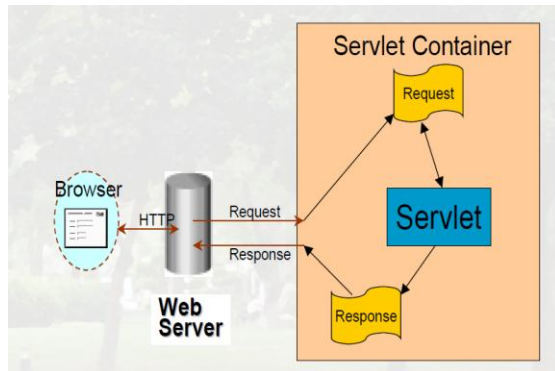 Servlet Container
Request
Browser
HTTP
Request
Servlet
Response
Web
Server
Response